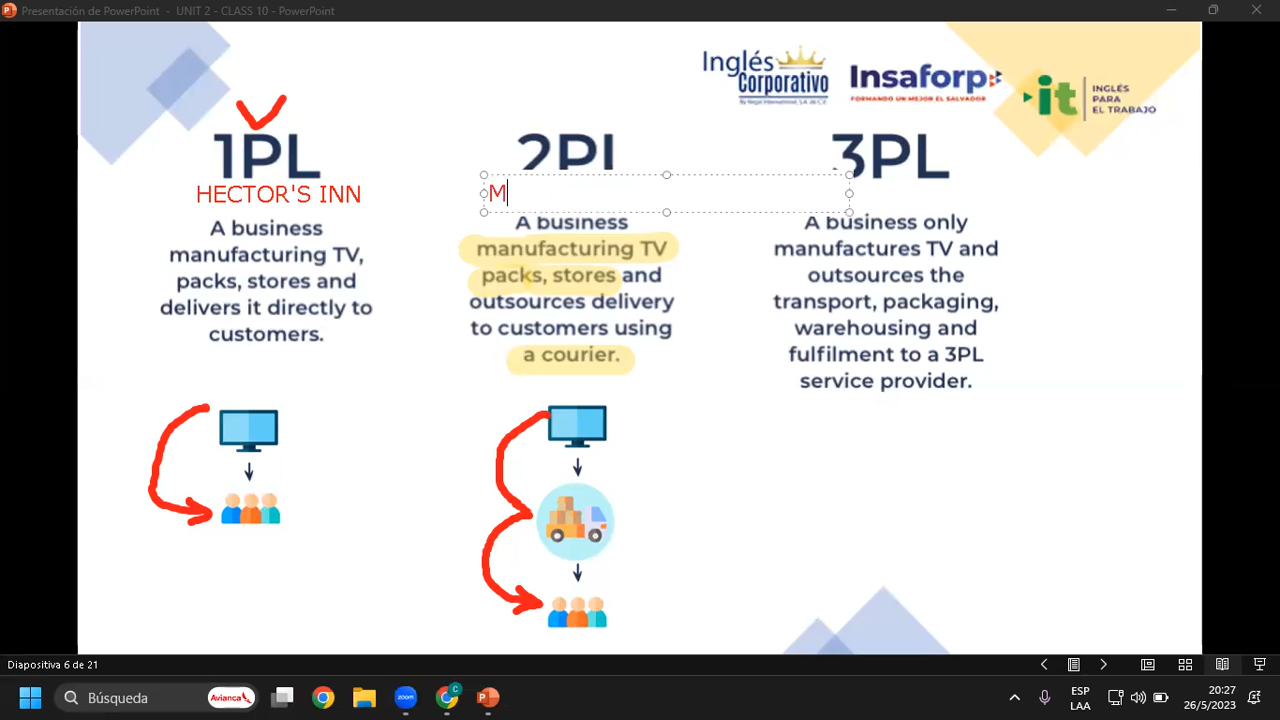 Presentación de PowerPoint - UNIT 2 - CLASS 10 - PowerPoint
Inglés
Corporativo
Insaforp
FORMANDO UN MEJOR EL SALVADOR
it
INGLÉS
PARA
EL TRABAJO
1PL
HECTOR'S INN
A business
manufacturing TV,
packs, stores and
delivers it directly to
customers.
2PL
M
A business
manufacturing TV
packs, stores and
outsources delivery
to customers using
a courier.
3PL
A business only
manufactures TV and
outsources the
transport, packaging,
warehousing and
fulfilment to a 3PL
service provider.
Diapositiva 6 de 21
Búsqueda
Avianca
C
ESP
LAA
20:27
26/5/2023